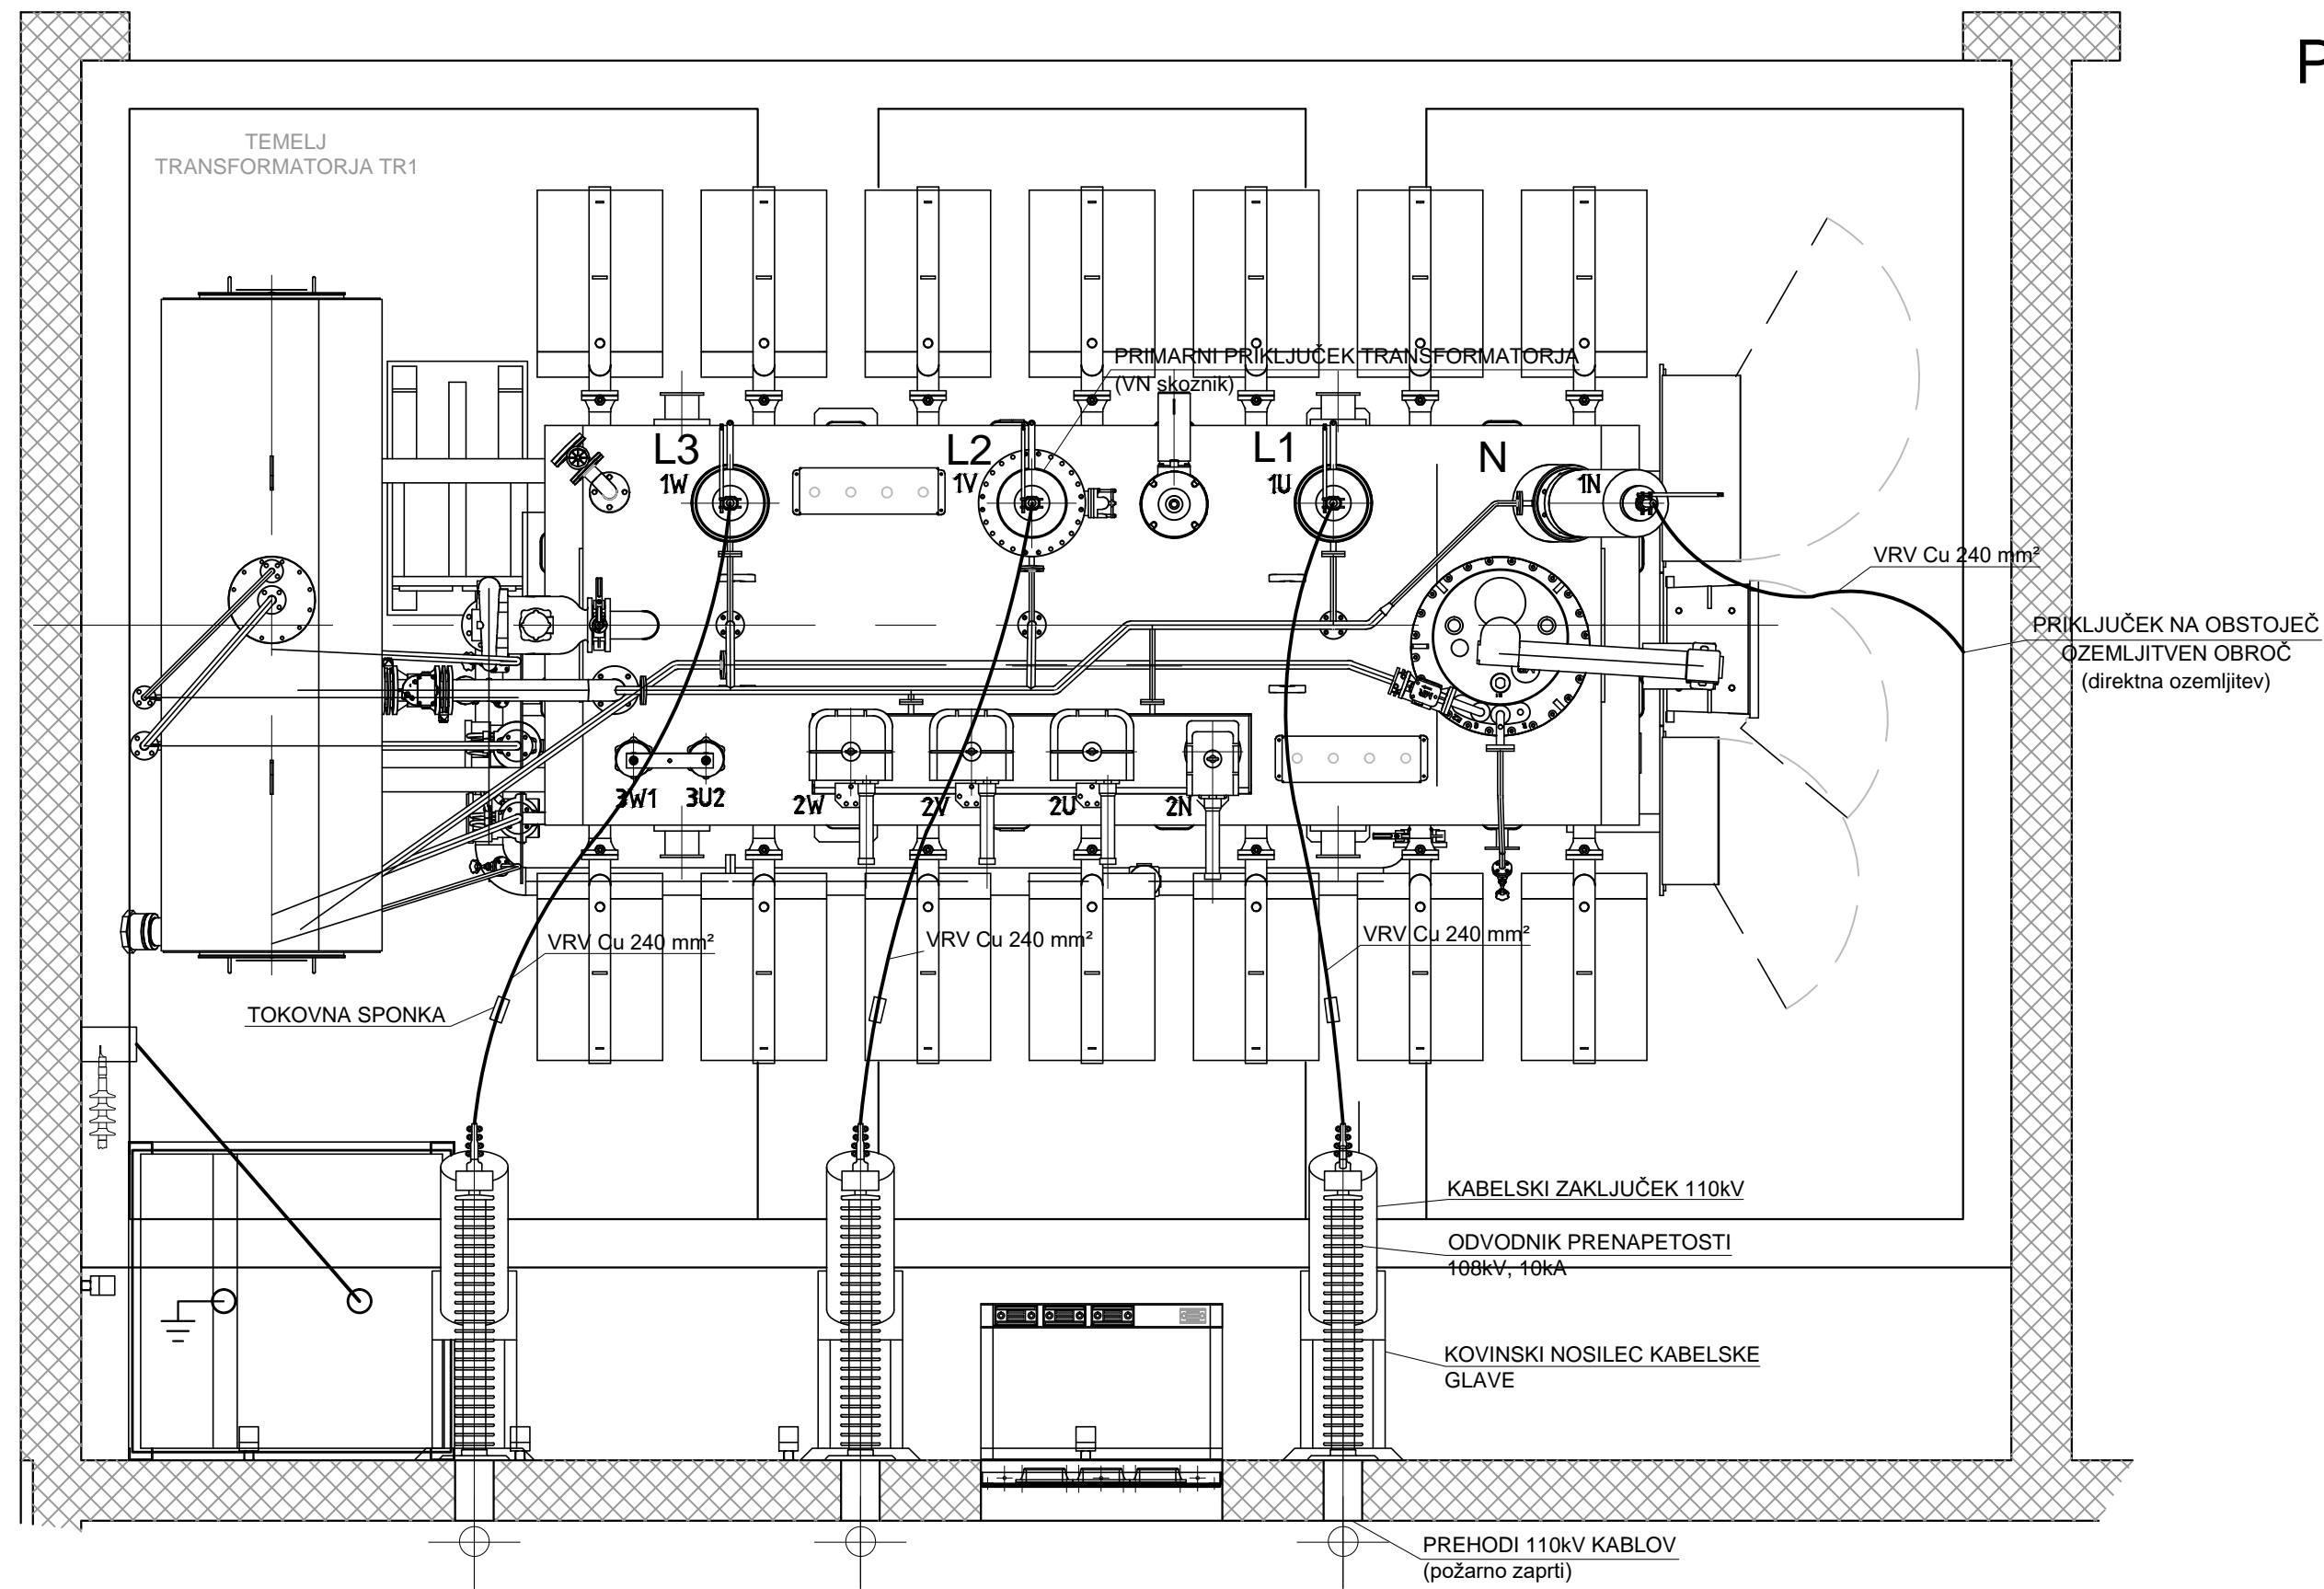 P
TEMELJ
TRANSFORMATORJA TR1
PRIMARNI PRIKLJUČEK TRANSFORMATORJA
(VN skoznik)
L3
1W
L2
1V
L1
1U
N
1N
VRV Cu 240 mm²
PRIKLJUČEK NA OBSTOJEČ
OZEMLJITVEN OBROČ
(direktna ozemljitev)
3W1
3U2
2W
2V
2U
2N
VRV Cu 240 mm²
VRV Cu 240 mm²
VRV Cu 240 mm²
TOKOVNA SPONKA
KABELSKI ZAKLJUČEK 110kV
ODVODNIK PRENAPETOSTI
108kV, 10kA
KOVINSKI NOSILEC KABELSKE
GLAVE
PREHODI 110kV KABLOV
(požarno zaprti)